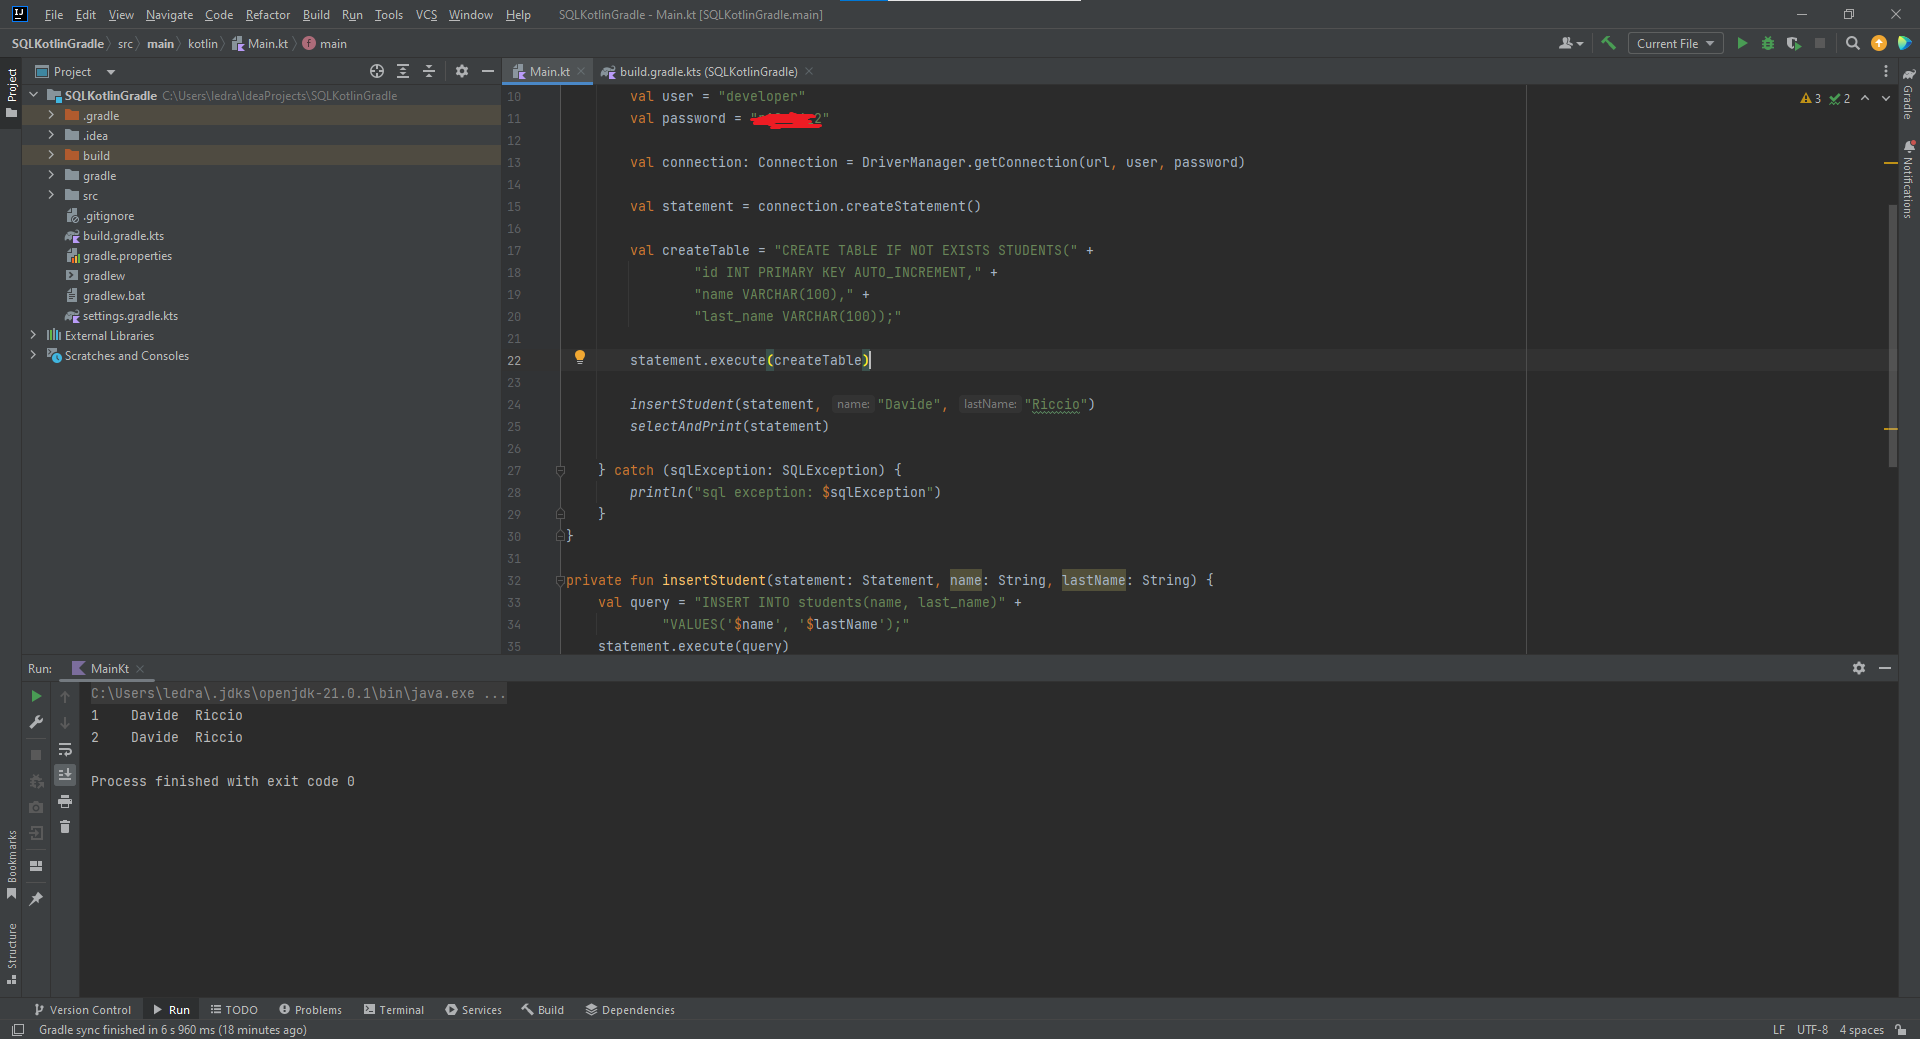 File Edit View Navigate Code Refactor Build Run Tools VCS Window Help SQLKotlinGradle - Main.kt [SQLKotlinGradle.main]
SQLKotlinGradle src main kotlin Main.kt main Current File
Project
Main.kt build.gradle.kts (SQLKotlinGradle)
Project
Gradle
Notifications
SQLKotlinGradle C:\Users\ledra\IdeaProjects\SQLKotlinGradle
.gradle
.idea
build
gradle
src
.gitignore
build.gradle.kts
gradle.properties
gradlew
gradlew.bat
settings.gradle.kts
External Libraries
Scratches and Consoles
3 2
10 val user = "developer"
11 val password = 2"
12
13 val connection: Connection = DriverManager.getConnection(url, user, password)
14
15 val statement = connection.createStatement()
16
17 val createTable = "CREATE TABLE IF NOT EXISTS STUDENTS(" +
18 "id INT PRIMARY KEY AUTO_INCREMENT," +
19 "name VARCHAR(100)," +
20 "last_name VARCHAR(100));"
21
22 statement.execute(createTable)
23
24 insertStudent(statement, name: "Davide", lastName: "Riccio")
25 selectAndPrint(statement)
26
27 } catch (sqlException: SQLException) {
28 println("sql exception: $sqlException")
29 }
30 }
31
32 private fun insertStudent(statement: Statement, name: String, lastName: String) {
33 val query = "INSERT INTO students(name, last_name)" +
34 "VALUES('$name', '$lastName');"
35 statement.execute(query)
Run: MainKt
C:\Users\ledra\.jdks\openjdk-21.0.1\bin\java.exe ...
1 Davide Riccio
2 Davide Riccio
Process finished with exit code 0
Bookmarks
Structure
Version Control Run TODO Problems Terminal Services Build Dependencies
Gradle sync finished in 6 s 960 ms (18 minutes ago) LF UTF-8 4 spaces